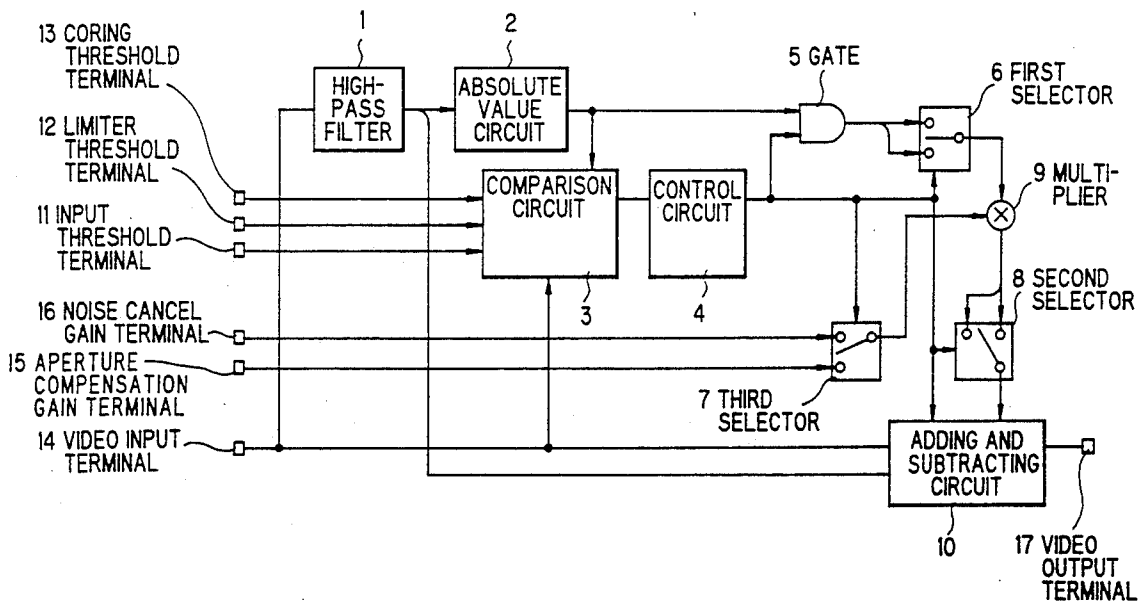 13 CORING
THRESHOLD
TERMINAL
12 LIMITER
THRESHOLD
TERMINAL
11 INPUT
THRESHOLD
TERMINAL
16 NOISE CANCEL
GAIN TERMINAL
15 APERTURE
COMPENSATION
GAIN TERMINAL
14 VIDEO INPUT
TERMINAL
1
HIGH-
PASS
FILTER
2
ABSOLUTE
VALUE
CIRCUIT
COMPARISON
CIRCUIT
3
CONTROL
CIRCUIT
4
5 GATE
6 FIRST
SELECTOR
9 MULTI-
PLIER
8 SECOND
SELECTOR
7 THIRD
SELECTOR
ADDING AND
SUBTRACTING
CIRCUIT
10
17 VIDEO
OUTPUT
TERMINAL